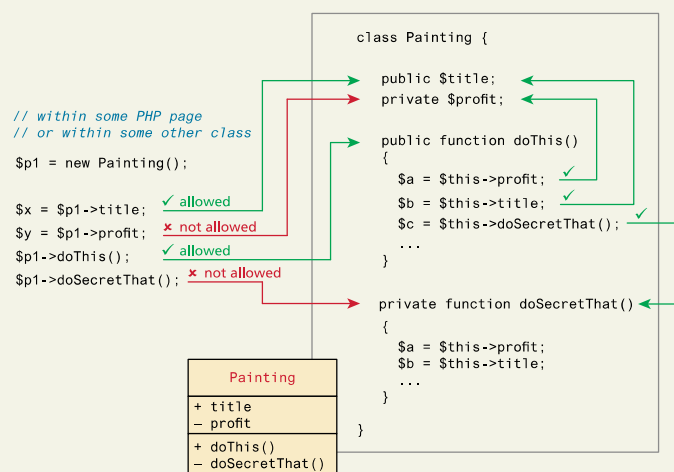 class Painting {
public $title;
private $profit;
// within some PHP page
// or within some other class
$p1 = new Painting();
$x = $p1->title; ✓ allowed
$y = $p1->profit; ✗ not allowed
$p1->doThis(); ✓ allowed
$p1->doSecretThat(); ✗ not allowed
public function doThis()
{
$a = $this->profit; ✓
$b = $this->title; ✓
$c = $this->doSecretThat(); ✓
...
}
private function doSecretThat()
{
$a = $this->profit;
$b = $this->title;
...
}
}
Painting
+ title
– profit
+ doThis()
– doSecretThat()